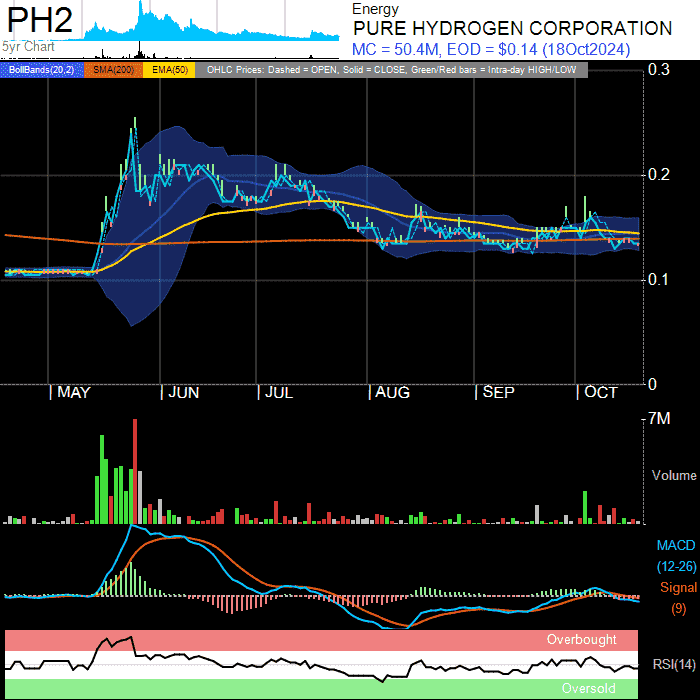 PH2
5yr Chart
Energy
PURE HYDROGEN CORPORATION
MC = 50.4M, EOD = $0.14 (18Oct2024)
BollBands(20,2) SMA(200) EMA(50) OHLC Prices: Dashed = OPEN, Solid = CLOSE, Green/Red bars = Intra-day HIGH/LOW
0.3
0.2
0.1
0
| MAY | JUN | JUL | AUG | SEP | OCT
7M
Volume
MACD
(12-26)
Signal
(9)
Overbought
RSI(14)
Oversold